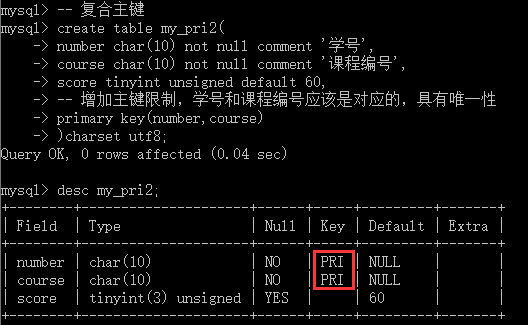 mysql> -- 复合主键
mysql> create table my_pri2(
    -> number char(10) not null comment '学号',
    -> course char(10) not null comment '课程编号',
    -> score tinyint unsigned default 60,
    -> -- 增加主键限制，学号和课程编号应该是对应的，具有唯一性
    -> primary key(number,course)
    -> )charset utf8;
Query OK, 0 rows affected (0.04 sec)
mysql> desc my_pri2;
+--------+---------------------+------+-----+---------+-------+
| Field  | Type                | Null | Key | Default | Extra |
+--------+---------------------+------+-----+---------+-------+
| number | char(10)            | NO   | PRI | NULL    |       |
| course | char(10)            | NO   | PRI | NULL    |       |
| score  | tinyint(3) unsigned | YES  |     | 60      |       |